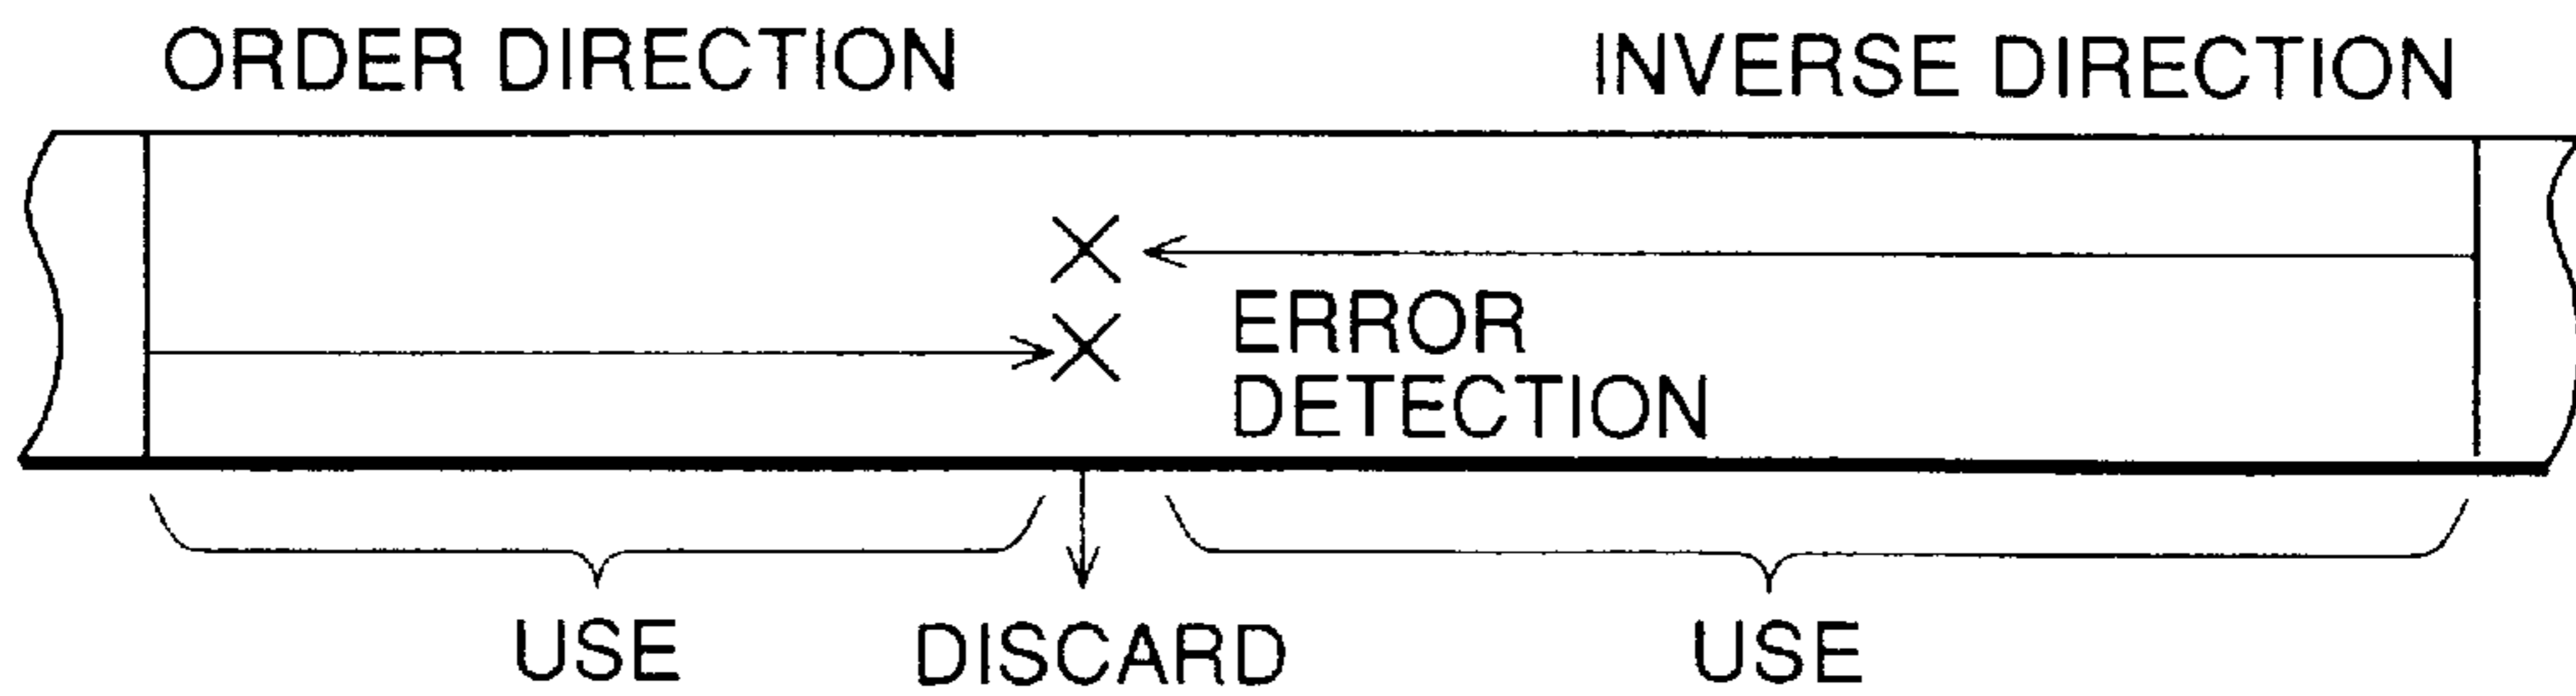 ORDER DIRECTION
INVERSE DIRECTION
ERROR
DETECTION
USE
DISCARD
USE